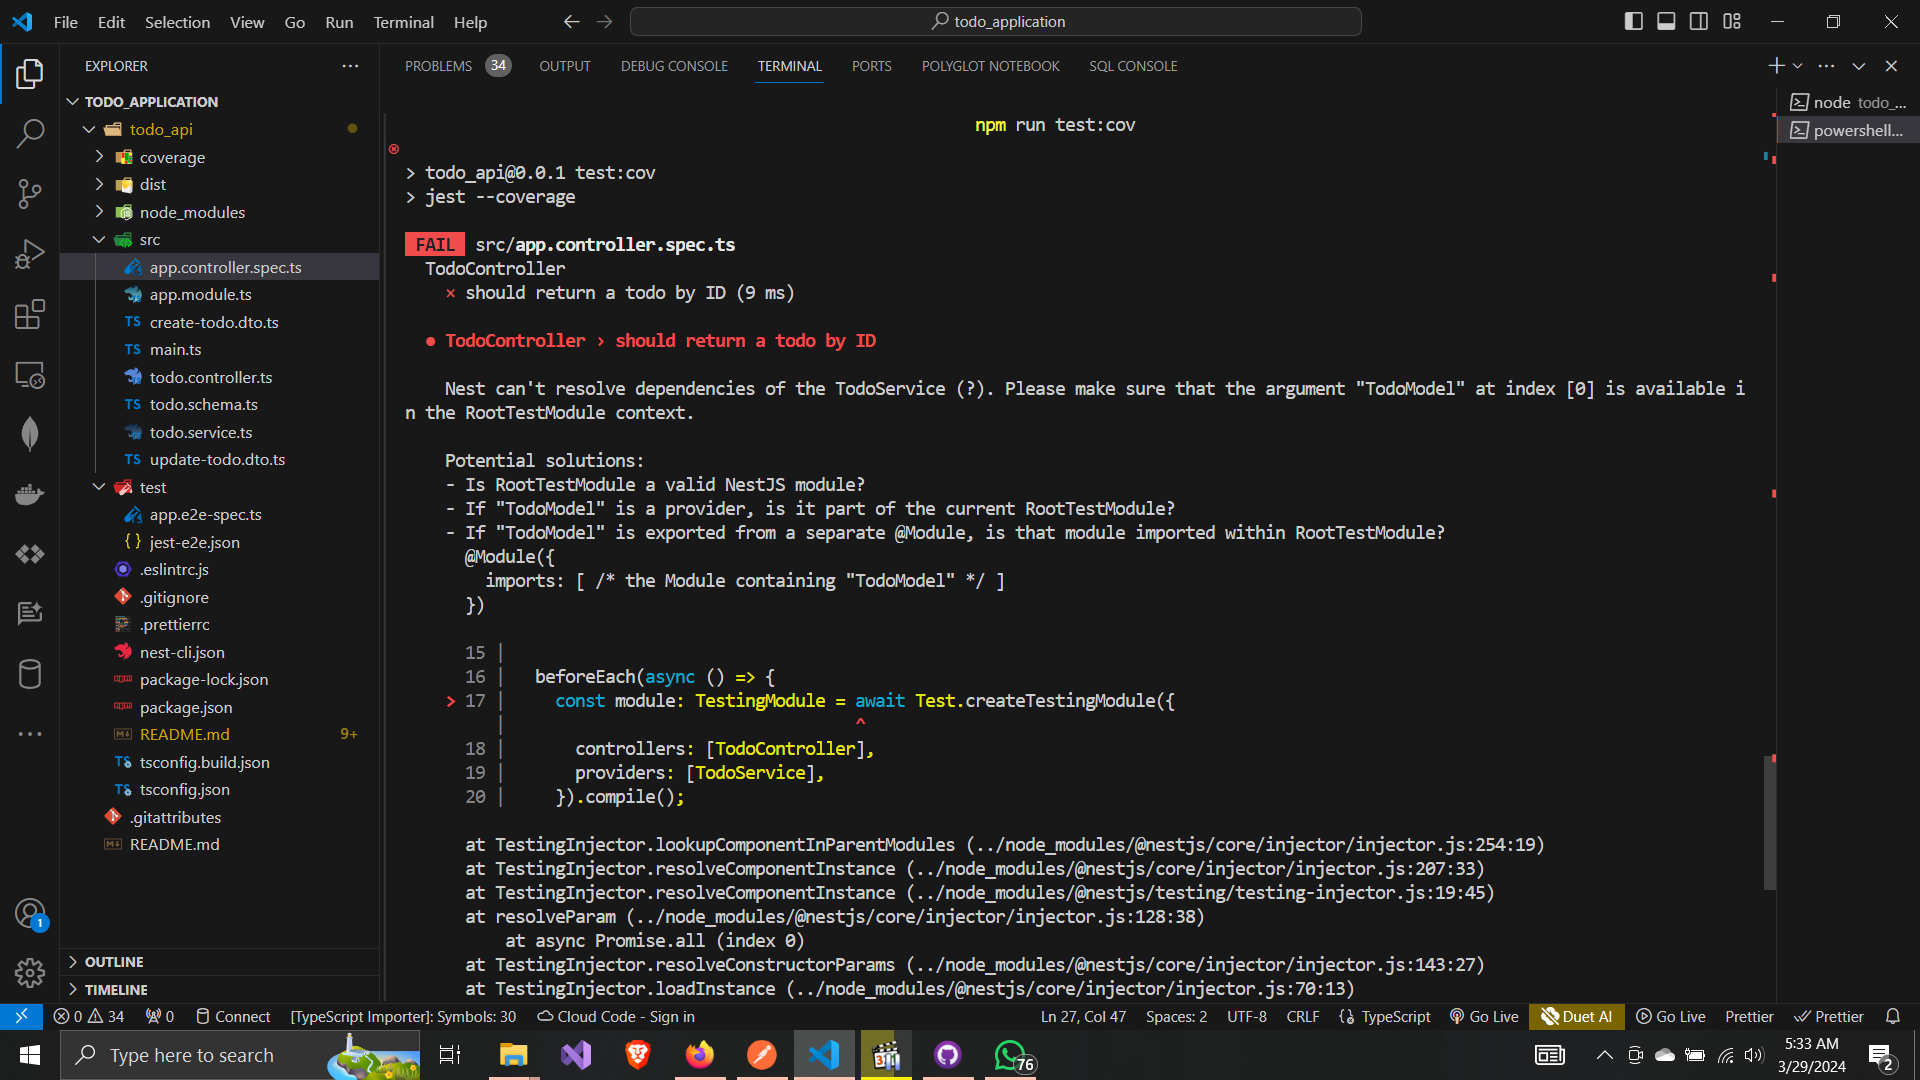 File Edit Selection View Go Run Terminal Help
todo_application
EXPLORER
TODO_APPLICATION
todo_api
coverage
dist
node_modules
src
app.controller.spec.ts
app.module.ts
create-todo.dto.ts
main.ts
todo.controller.ts
todo.schema.ts
todo.service.ts
update-todo.dto.ts
test
app.e2e-spec.ts
jest-e2e.json
.eslintrc.js
.gitignore
.prettierrc
nest-cli.json
package-lock.json
package.json
README.md 9+
tsconfig.build.json
tsconfig.json
.gitattributes
README.md
OUTLINE
TIMELINE
PROBLEMS 34 OUTPUT DEBUG CONSOLE TERMINAL PORTS POLYGLOT NOTEBOOK SQL CONSOLE
node todo_...
powershell...
npm run test:cov
> todo_api@0.0.1 test:cov
> jest --coverage
FAIL src/app.controller.spec.ts
TodoController
× should return a todo by ID (9 ms)
● TodoController › should return a todo by ID
Nest can't resolve dependencies of the TodoService (?). Please make sure that the argument "TodoModel" at index [0] is available i
n the RootTestModule context.
Potential solutions:
- Is RootTestModule a valid NestJS module?
- If "TodoModel" is a provider, is it part of the current RootTestModule?
- If "TodoModel" is exported from a separate @Module, is that module imported within RootTestModule?
@Module({
imports: [ /* the Module containing "TodoModel" */ ]
})
15 |
16 | beforeEach(async () => {
> 17 | const module: TestingModule = await Test.createTestingModule({
| ^
18 | controllers: [TodoController],
19 | providers: [TodoService],
20 | }).compile();
at TestingInjector.lookupComponentInParentModules (../node_modules/@nestjs/core/injector/injector.js:254:19)
at TestingInjector.resolveComponentInstance (../node_modules/@nestjs/core/injector/injector.js:207:33)
at TestingInjector.resolveComponentInstance (../node_modules/@nestjs/testing/testing-injector.js:19:45)
at resolveParam (../node_modules/@nestjs/core/injector/injector.js:128:38)
at async Promise.all (index 0)
at TestingInjector.resolveConstructorParams (../node_modules/@nestjs/core/injector/injector.js:143:27)
at TestingInjector.loadInstance (../node_modules/@nestjs/core/injector/injector.js:70:13)
1
0 34 0 Connect [TypeScript Importer]: Symbols: 30 Cloud Code - Sign in Ln 27, Col 47 Spaces: 2 UTF-8 CRLF TypeScript Go Live Duet AI Go Live Prettier Prettier
Type here to search
76
5:33 AM
3/29/2024
2